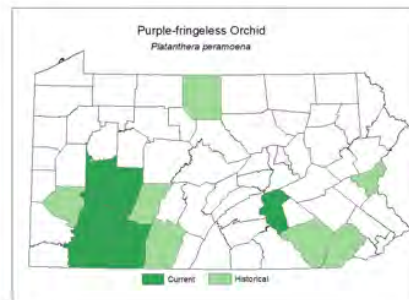 Purple-fringeless Orchid
Platanthera peramoena
Current Historical